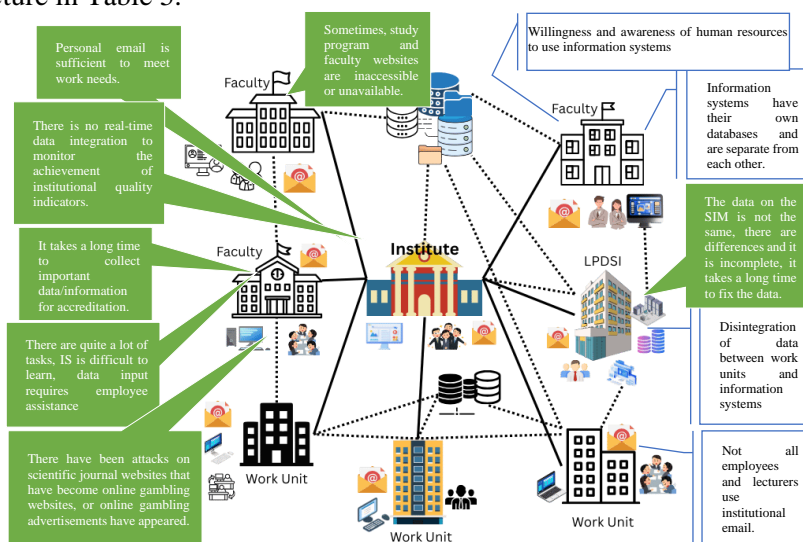 cture in Table 3.
Personal email is
sufficient to meet
work needs.
Sometimes, study
program and
faculty websites
are inaccessible
or unavailable.
Willingness and awareness of human resources
to use information systems
Faculty
Faculty
Information
systems have
their own
databases and
are separate from
each other.
There is no real-time
data integration to
monitor the
achievement of
institutional quality
indicators.
The data on the
SIM is not the
same, there are
differences and it
is incomplete, it
takes a long time
to fix the data.
It takes a long time
to collect
important
data/information
for accreditation.
Faculty
Institute
LPDSI
There are quite a lot of
tasks, IS is difficult to
learn, data input
requires employee
assistance
Disintegration
of data
between work
units and
information
systems
There have been attacks on
scientific journal websites that
have become online gambling
websites, or online gambling
advertisements have appeared.
Work Unit
Work Unit
Work Unit
Not all
employees
and lecturers
use
institutional
email.